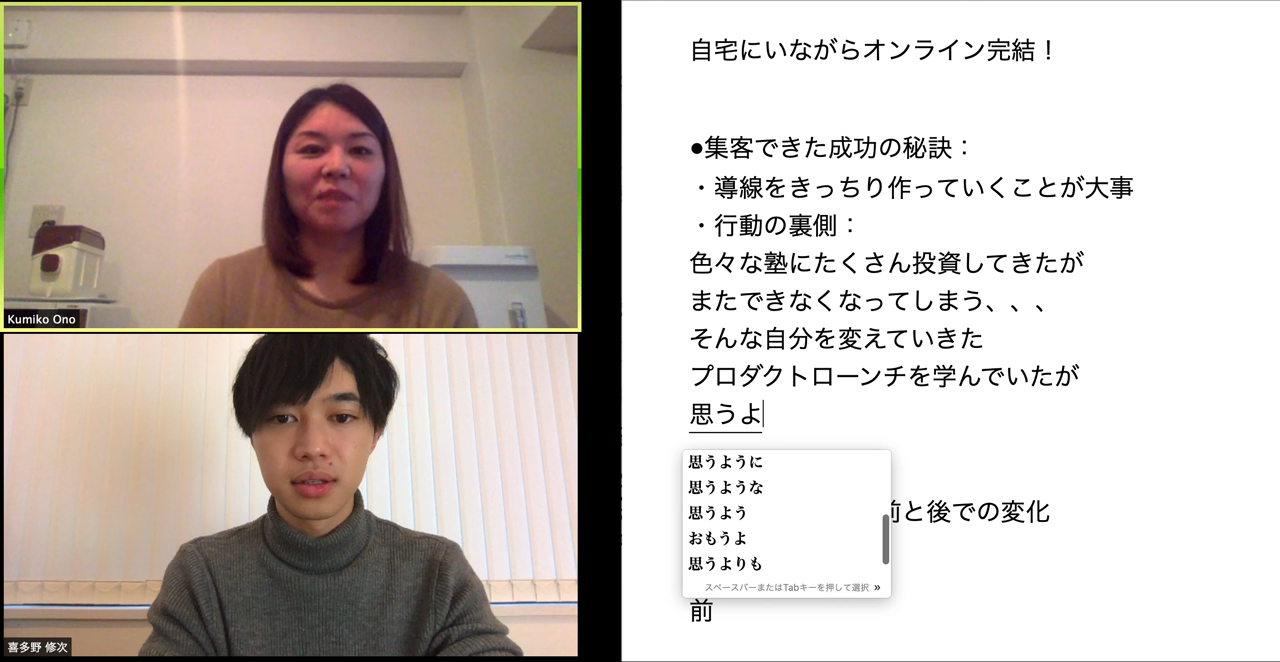 Kumiko Ono
喜多野 修次
自宅にいながらオンライン完結！
●集客できた成功の秘訣：
・導線をきっちり作っていくことが大事
・行動の裏側：
色々な塾にたくさん投資してきたが
またできなくなってしまう、、、
そんな自分を変えていきた
プロダクトローンチを学んでいたが
思うよ
思うように
思うような
思うよう
おもうよ
思うよりも
スペースバーまたはTabキーを押して選択 »
前と後での変化
前